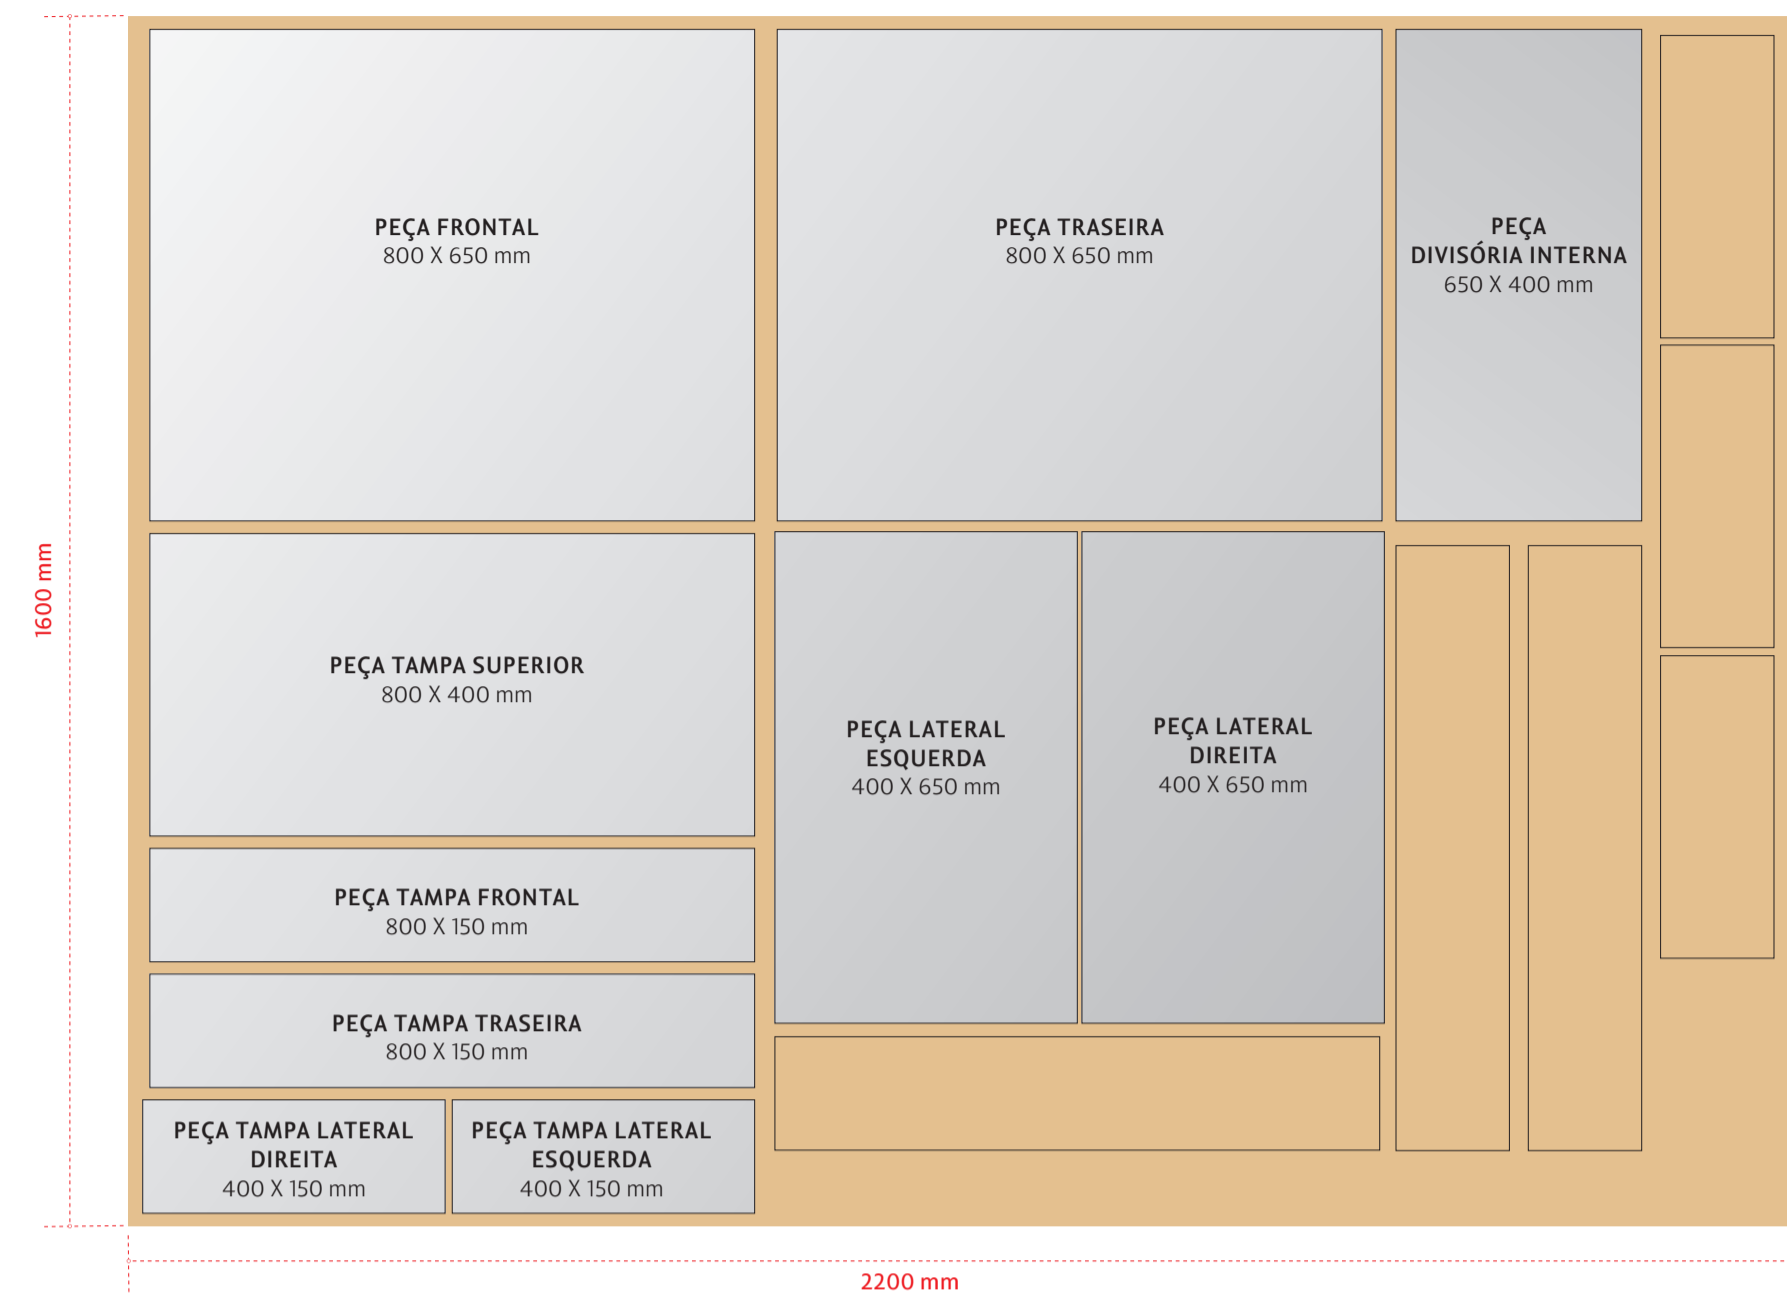 PEÇA FRONTAL
800 X 650 mm
PEÇA TRASEIRA
800 X 650 mm
PEÇA
DIVISÓRIA INTERNA
650 X 400 mm
PEÇA TAMPA SUPERIOR
800 X 400 mm
PEÇA LATERAL
ESQUERDA
400 X 650 mm
PEÇA LATERAL
DIREITA
400 X 650 mm
PEÇA TAMPA FRONTAL
800 X 150 mm
PEÇA TAMPA TRASEIRA
800 X 150 mm
PEÇA TAMPA LATERAL
DIREITA
400 X 150 mm
PEÇA TAMPA LATERAL
ESQUERDA
400 X 150 mm
1600 mm
2200 mm